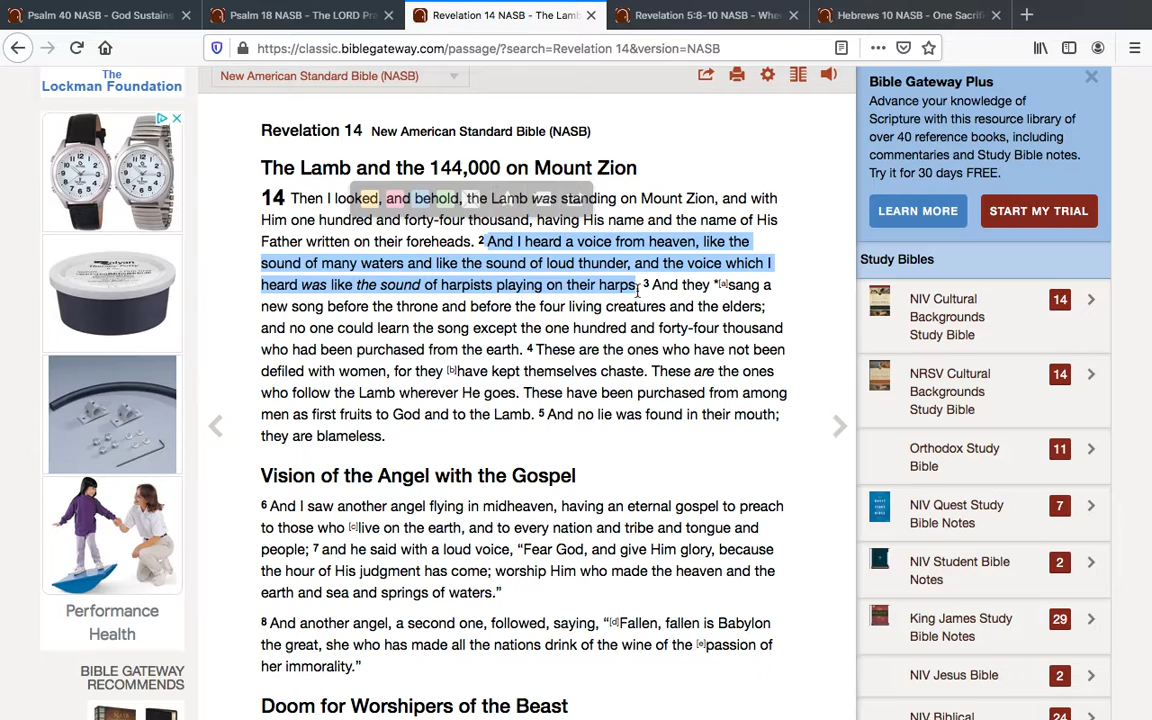 Psalm 40 NASB - God Sustains
Psalm 18 NASB - The LORD Pr
Revelation 14 NASB - The Lamb
Revelation 5:8-10 NASB - Whe
Hebrews 10 NASB - One Sacrif
https://classic.biblegateway.com/passage/?search=Revelation 14&version=NASB
The
Lockman Foundation
Performance
Health
BIBLE GATEWAY
RECOMMENDS
New American Standard Bible (NASB)
Revelation 14 New American Standard Bible (NASB)
The Lamb and the 144,000 on Mount Zion
14 Then I looked, and behold, the Lamb was standing on Mount Zion, and with
Him one hundred and forty-four thousand, having His name and the name of His
Father written on their foreheads. 2 And I heard a voice from heaven, like the
sound of many waters and like the sound of loud thunder, and the voice which I
heard was like the sound of harpists playing on their harps. 3 And they *[a]sang a
new song before the throne and before the four living creatures and the elders;
and no one could learn the song except the one hundred and forty-four thousand
who had been purchased from the earth. 4 These are the ones who have not been
defiled with women, for they [b]have kept themselves chaste. These are the ones
who follow the Lamb wherever He goes. These have been purchased from among
men as first fruits to God and to the Lamb. 5 And no lie was found in their mouth;
they are blameless.
Vision of the Angel with the Gospel
6 And I saw another angel flying in midheaven, having an eternal gospel to preach
to those who [c]live on the earth, and to every nation and tribe and tongue and
people; 7 and he said with a loud voice, “Fear God, and give Him glory, because
the hour of His judgment has come; worship Him who made the heaven and the
earth and sea and springs of waters.”
8 And another angel, a second one, followed, saying, “[d]Fallen, fallen is Babylon
the great, she who has made all the nations drink of the wine of the [e]passion of
her immorality.”
Doom for Worshipers of the Beast
Bible Gateway Plus
Advance your knowledge of
Scripture with this resource library of
over 40 reference books, including
commentaries and Study Bible notes.
Try it for 30 days FREE.
LEARN MORE
START MY TRIAL
Study Bibles
NIV Cultural
Backgrounds
Study Bible
14
NRSV Cultural
Backgrounds
Study Bible
14
Orthodox Study
Bible
11
NIV Quest Study
Bible Notes
7
NIV Student Bible
Notes
2
King James Study
Bible Notes
29
NIV Jesus Bible
2
NIV Biblical
24